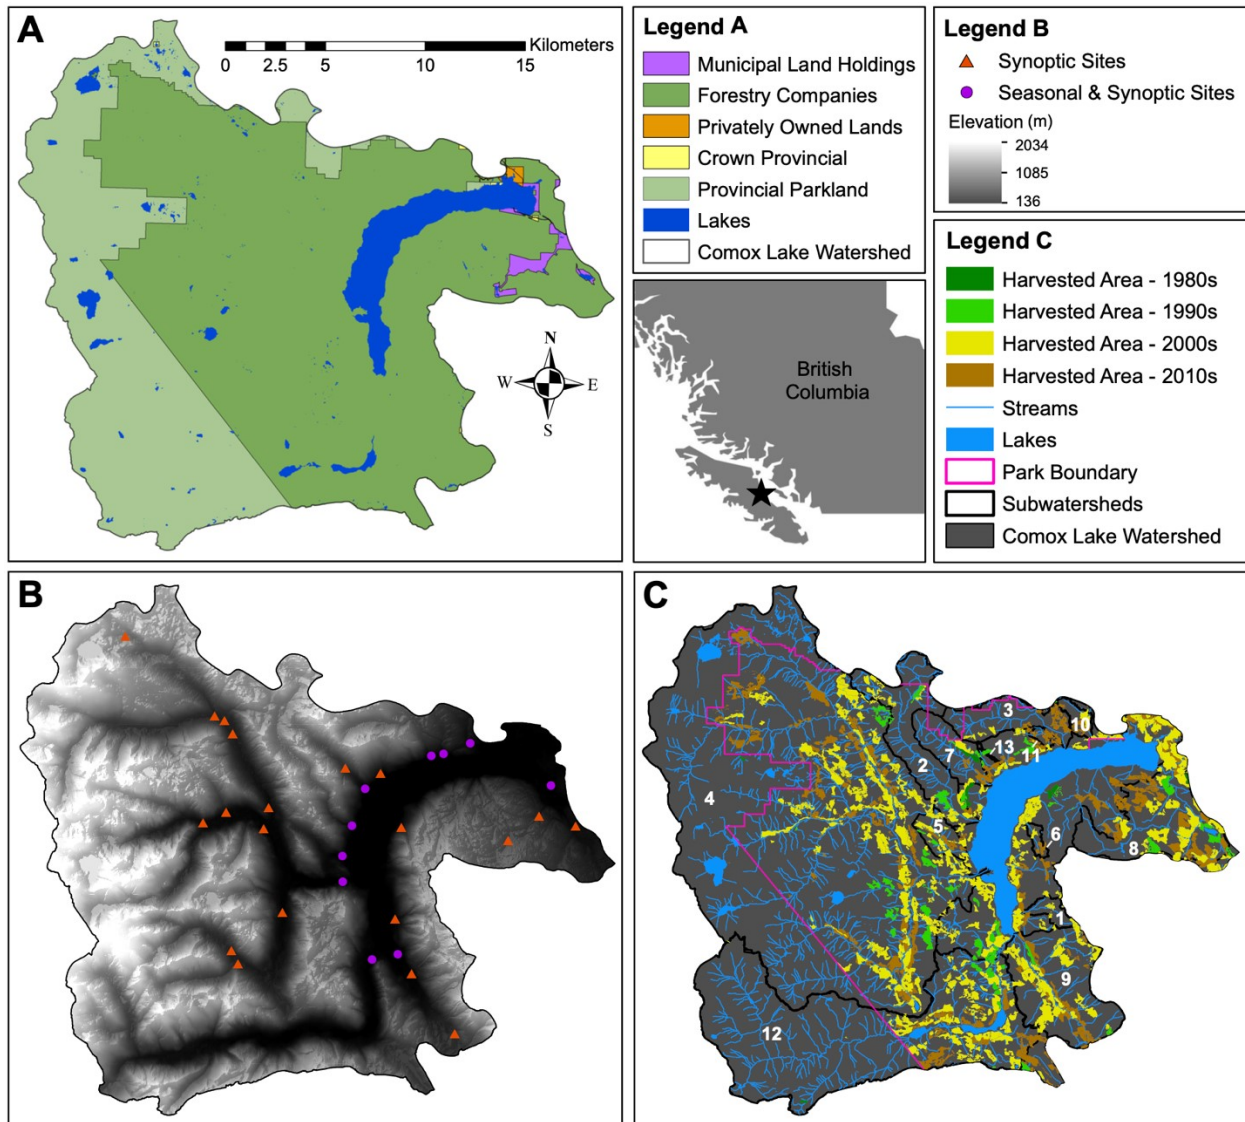 A
Kilometers
0 2.5 5 10 15
N
W E
S
Legend A
Municipal Land Holdings
Forestry Companies
Privately Owned Lands
Crown Provincial
Provincial Parkland
Lakes
Comox Lake Watershed
Legend B
Synoptic Sites
Seasonal & Synoptic Sites
Elevation (m)
2034
1085
136
British
Columbia
Legend C
Harvested Area - 1980s
Harvested Area - 1990s
Harvested Area - 2000s
Harvested Area - 2010s
Streams
Lakes
Park Boundary
Subwatersheds
Comox Lake Watershed
B
C
3
10
13
11
7
2
4
5
6
8
1
9
12